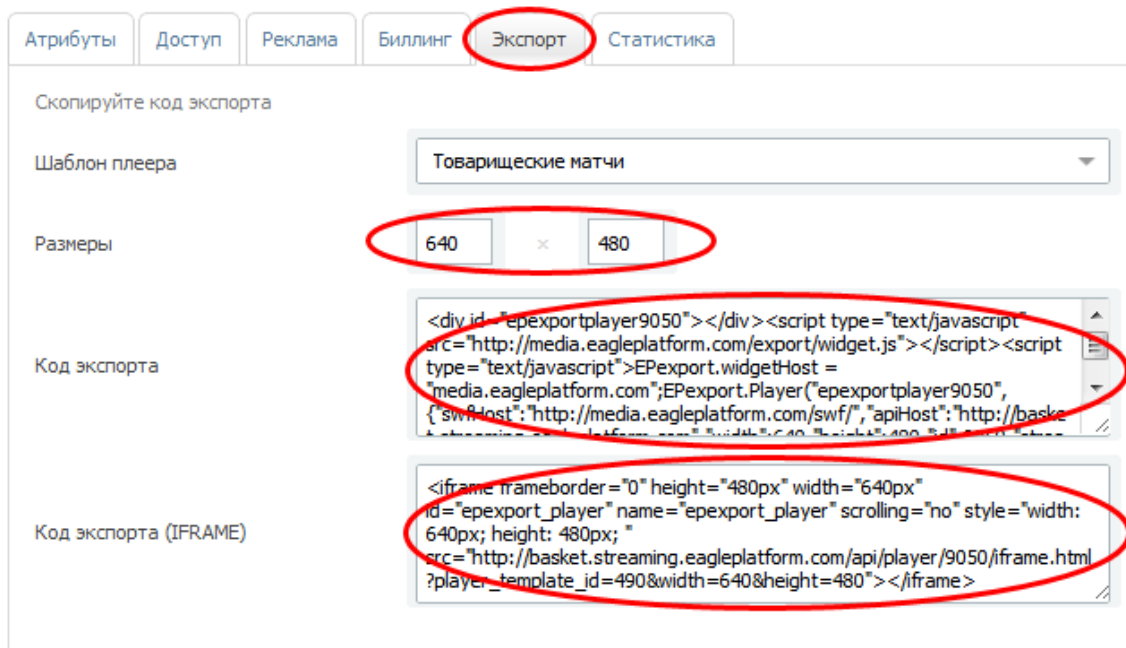 Атрибуты Доступ Реклама Биллинг Экспорт Статистика
Скопируйте код экспорта
Шаблон плеера Товарищеские матчи
Размеры 640 × 480
<div id="epexportplayer9050"></div><script type="text/javascript"
src="http://media.eagleplatform.com/export/widget.js"></script><script
Код экспорта type="text/javascript">EPexport.widgetHost =
"media.eagleplatform.com";EPexport.Player("epexportplayer9050",
{"swfHost":"http://media.eagleplatform.com/swf/","apiHost":"http://baske
<iframe frameborder="0" height="480px" width="640px"
id="epexport_player" name="epexport_player" scrolling="no" style="width:
Код экспорта (IFRAME) 640px; height: 480px; "
src="http://basket.streaming.eagleplatform.com/api/player/9050/iframe.html
?player_template_id=490&width=640&height=480"></iframe>